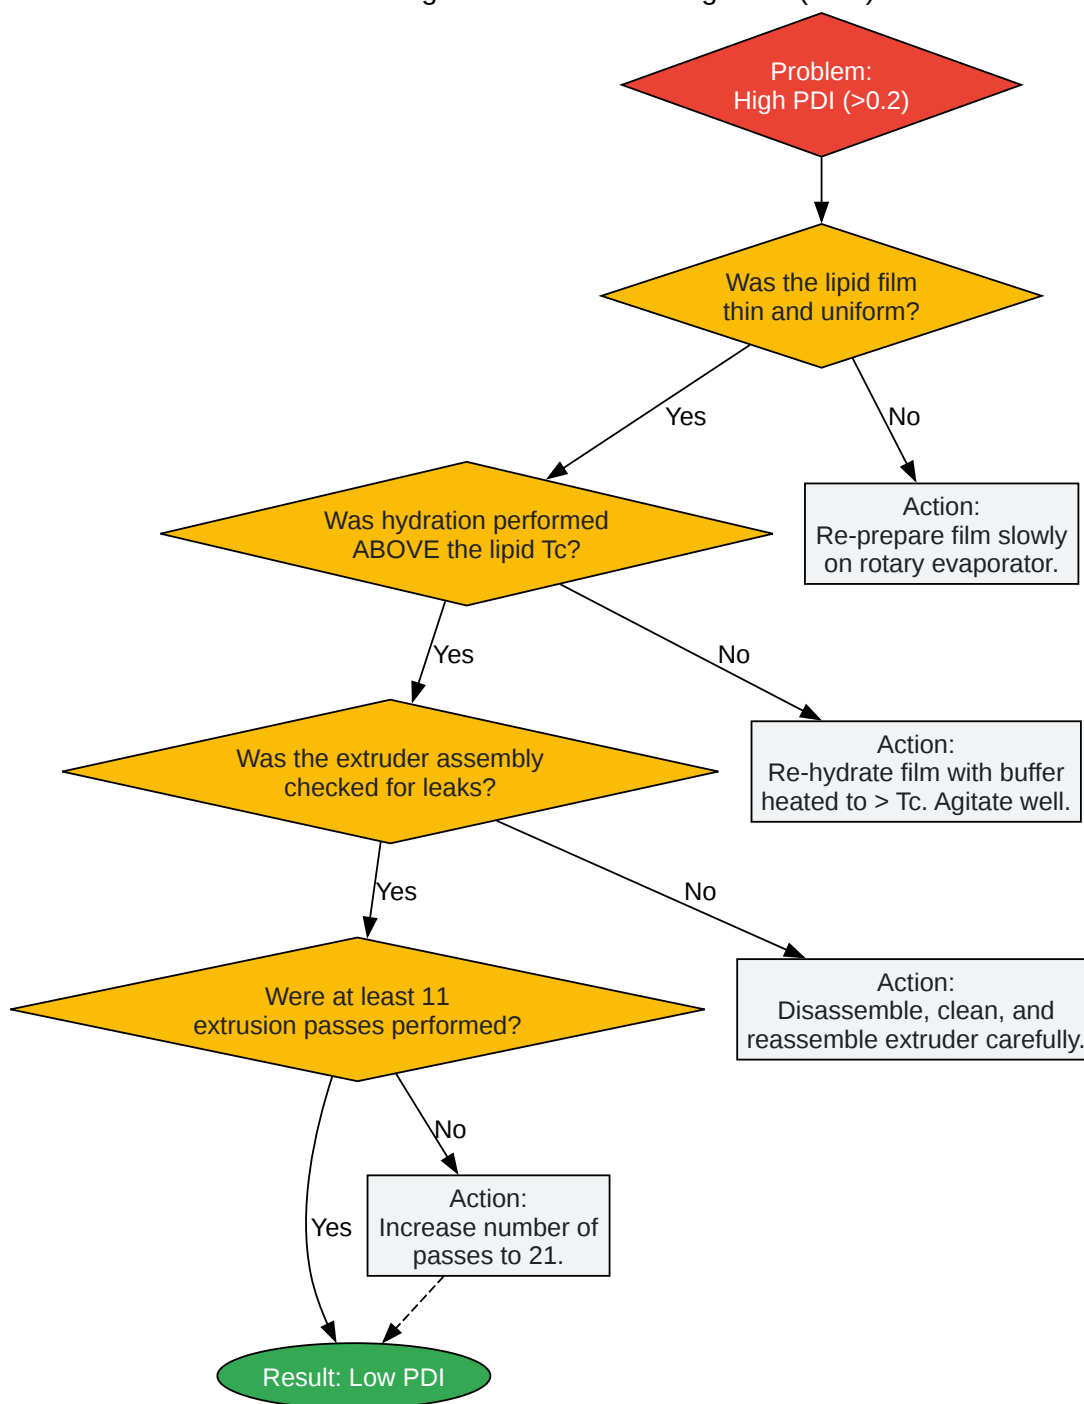 Problem:
High PDI (>0.2)
Was the lipid film
thin and uniform?
Yes
No
Was hydration performed
ABOVE the lipid Tc?
Action:
Re-prepare film slowly
on rotary evaporator.
Yes
No
Was the extruder assembly
checked for leaks?
Action:
Re-hydrate film with buffer
heated to > Tc. Agitate well.
Yes
No
Were at least 11
extrusion passes performed?
Action:
Disassemble, clean, and
reassemble extruder carefully.
No
Yes
Action:
Increase number of
passes to 21.
Result: Low PDI